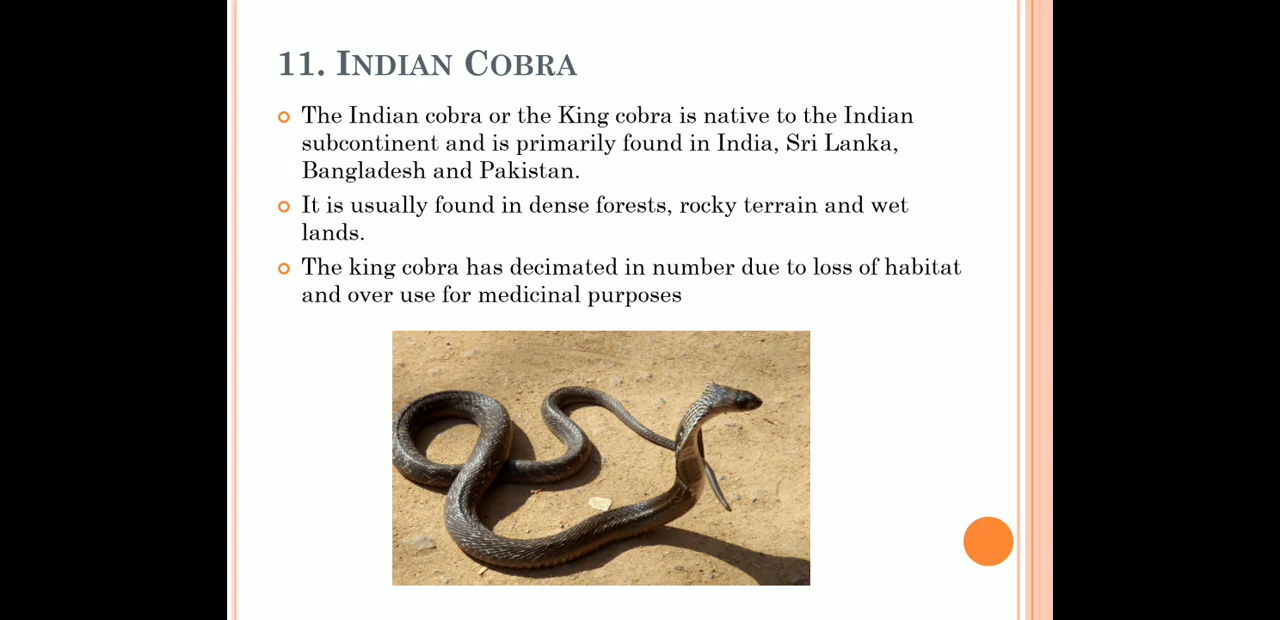 11. Indian Cobra
The Indian cobra or the King cobra is native to the Indian
subcontinent and is primarily found in India, Sri Lanka,
Bangladesh and Pakistan.
It is usually found in dense forests, rocky terrain and wet
lands.
The king cobra has decimated in number due to loss of habitat
and over use for medicinal purposes